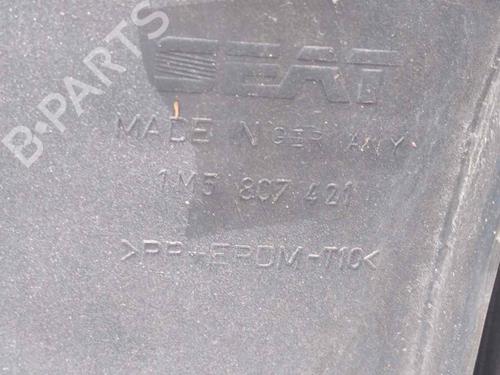 B-PARTS
SEAT
MADE IN GERMANY
1M5 807 421
>PP-EPDM-T10<